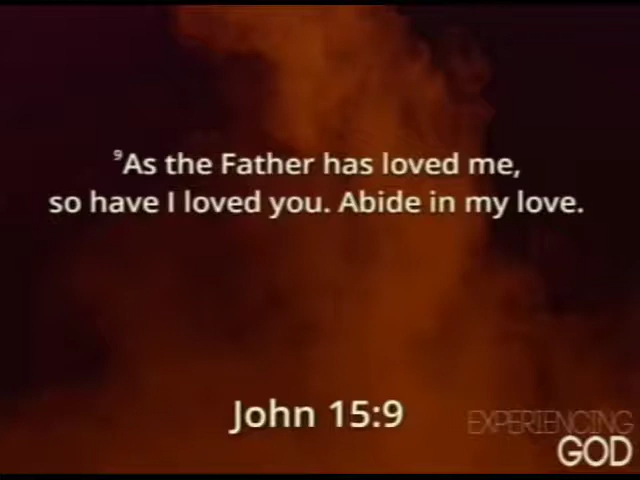 ⁹As the Father has loved me,
so have I loved you. Abide in my love.
John 15:9
EXPERIENCING
GOD